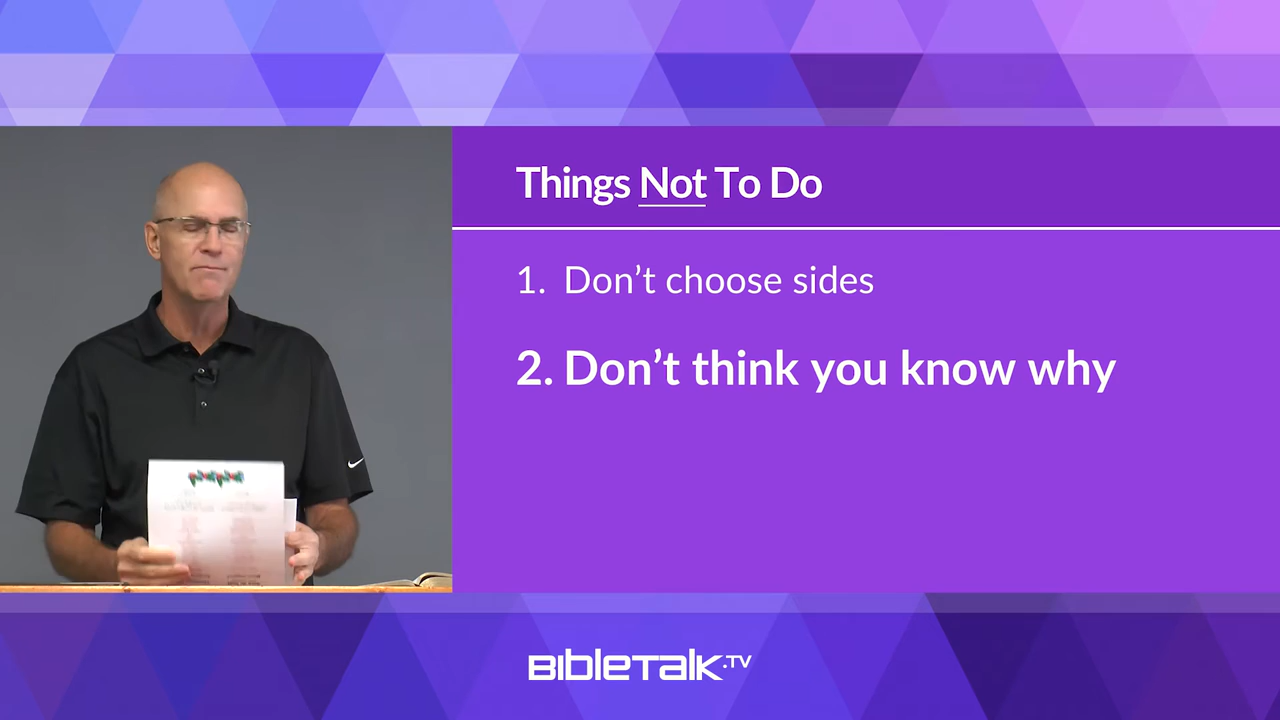 Things Not To Do
1. Don’t choose sides
2. Don’t think you know why
BIBLETALK.TV